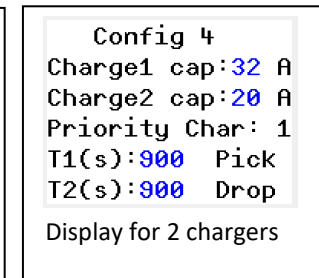 Config 4
Charge1 cap:32 A
Charge2 cap:20 A
Priority Char: 1
T1(s):900 Pick
T2(s):900 Drop
Display for 2 chargers